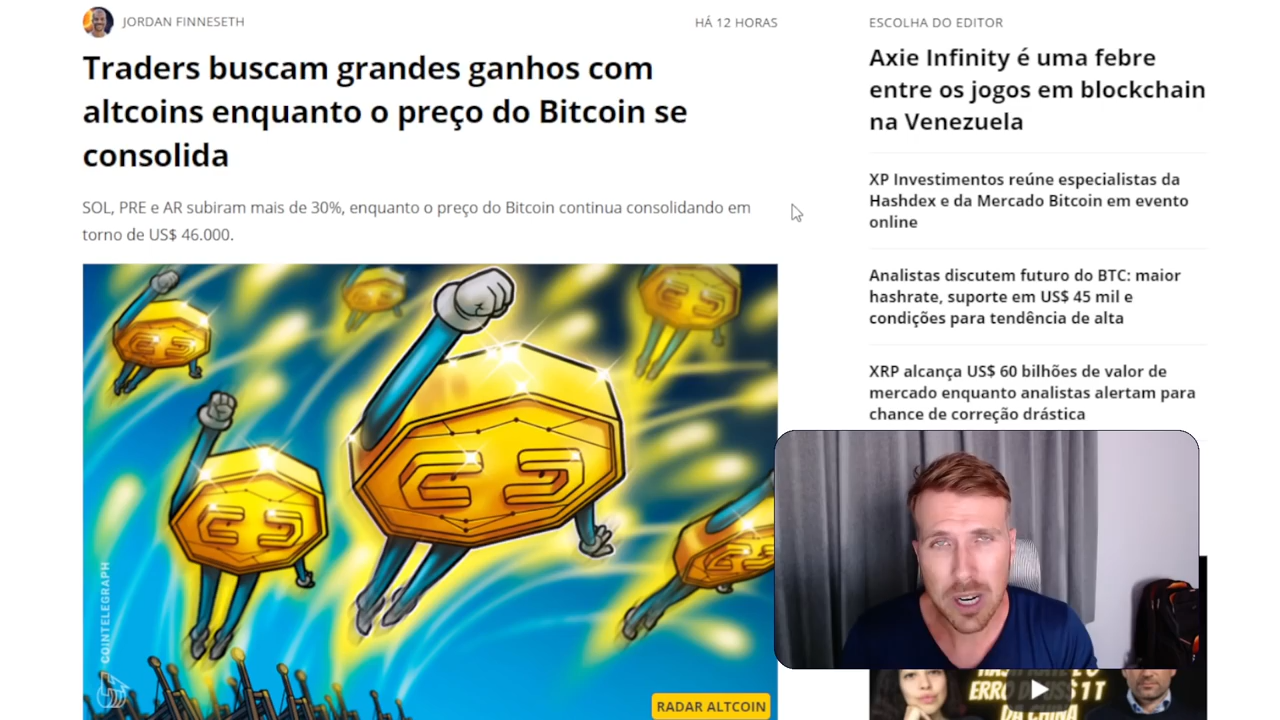 JORDAN FINNESETH
HÁ 12 HORAS
Traders buscam grandes ganhos com
altcoins enquanto o preço do Bitcoin se
consolida
SOL, PRE e AR subiram mais de 30%, enquanto o preço do Bitcoin continua consolidando em
torno de US$ 46.000.
COINTELEGRAPH
RADAR ALTCOIN
ESCOLHA DO EDITOR
Axie Infinity é uma febre
entre os jogos em blockchain
na Venezuela
XP Investimentos reúne especialistas da
Hashdex e da Mercado Bitcoin em evento
online
Analistas discutem futuro do BTC: maior
hashrate, suporte em US$ 45 mil e
condições para tendência de alta
XRP alcança US$ 60 bilhões de valor de
mercado enquanto analistas alertam para
chance de correção drástica
DA CHINA